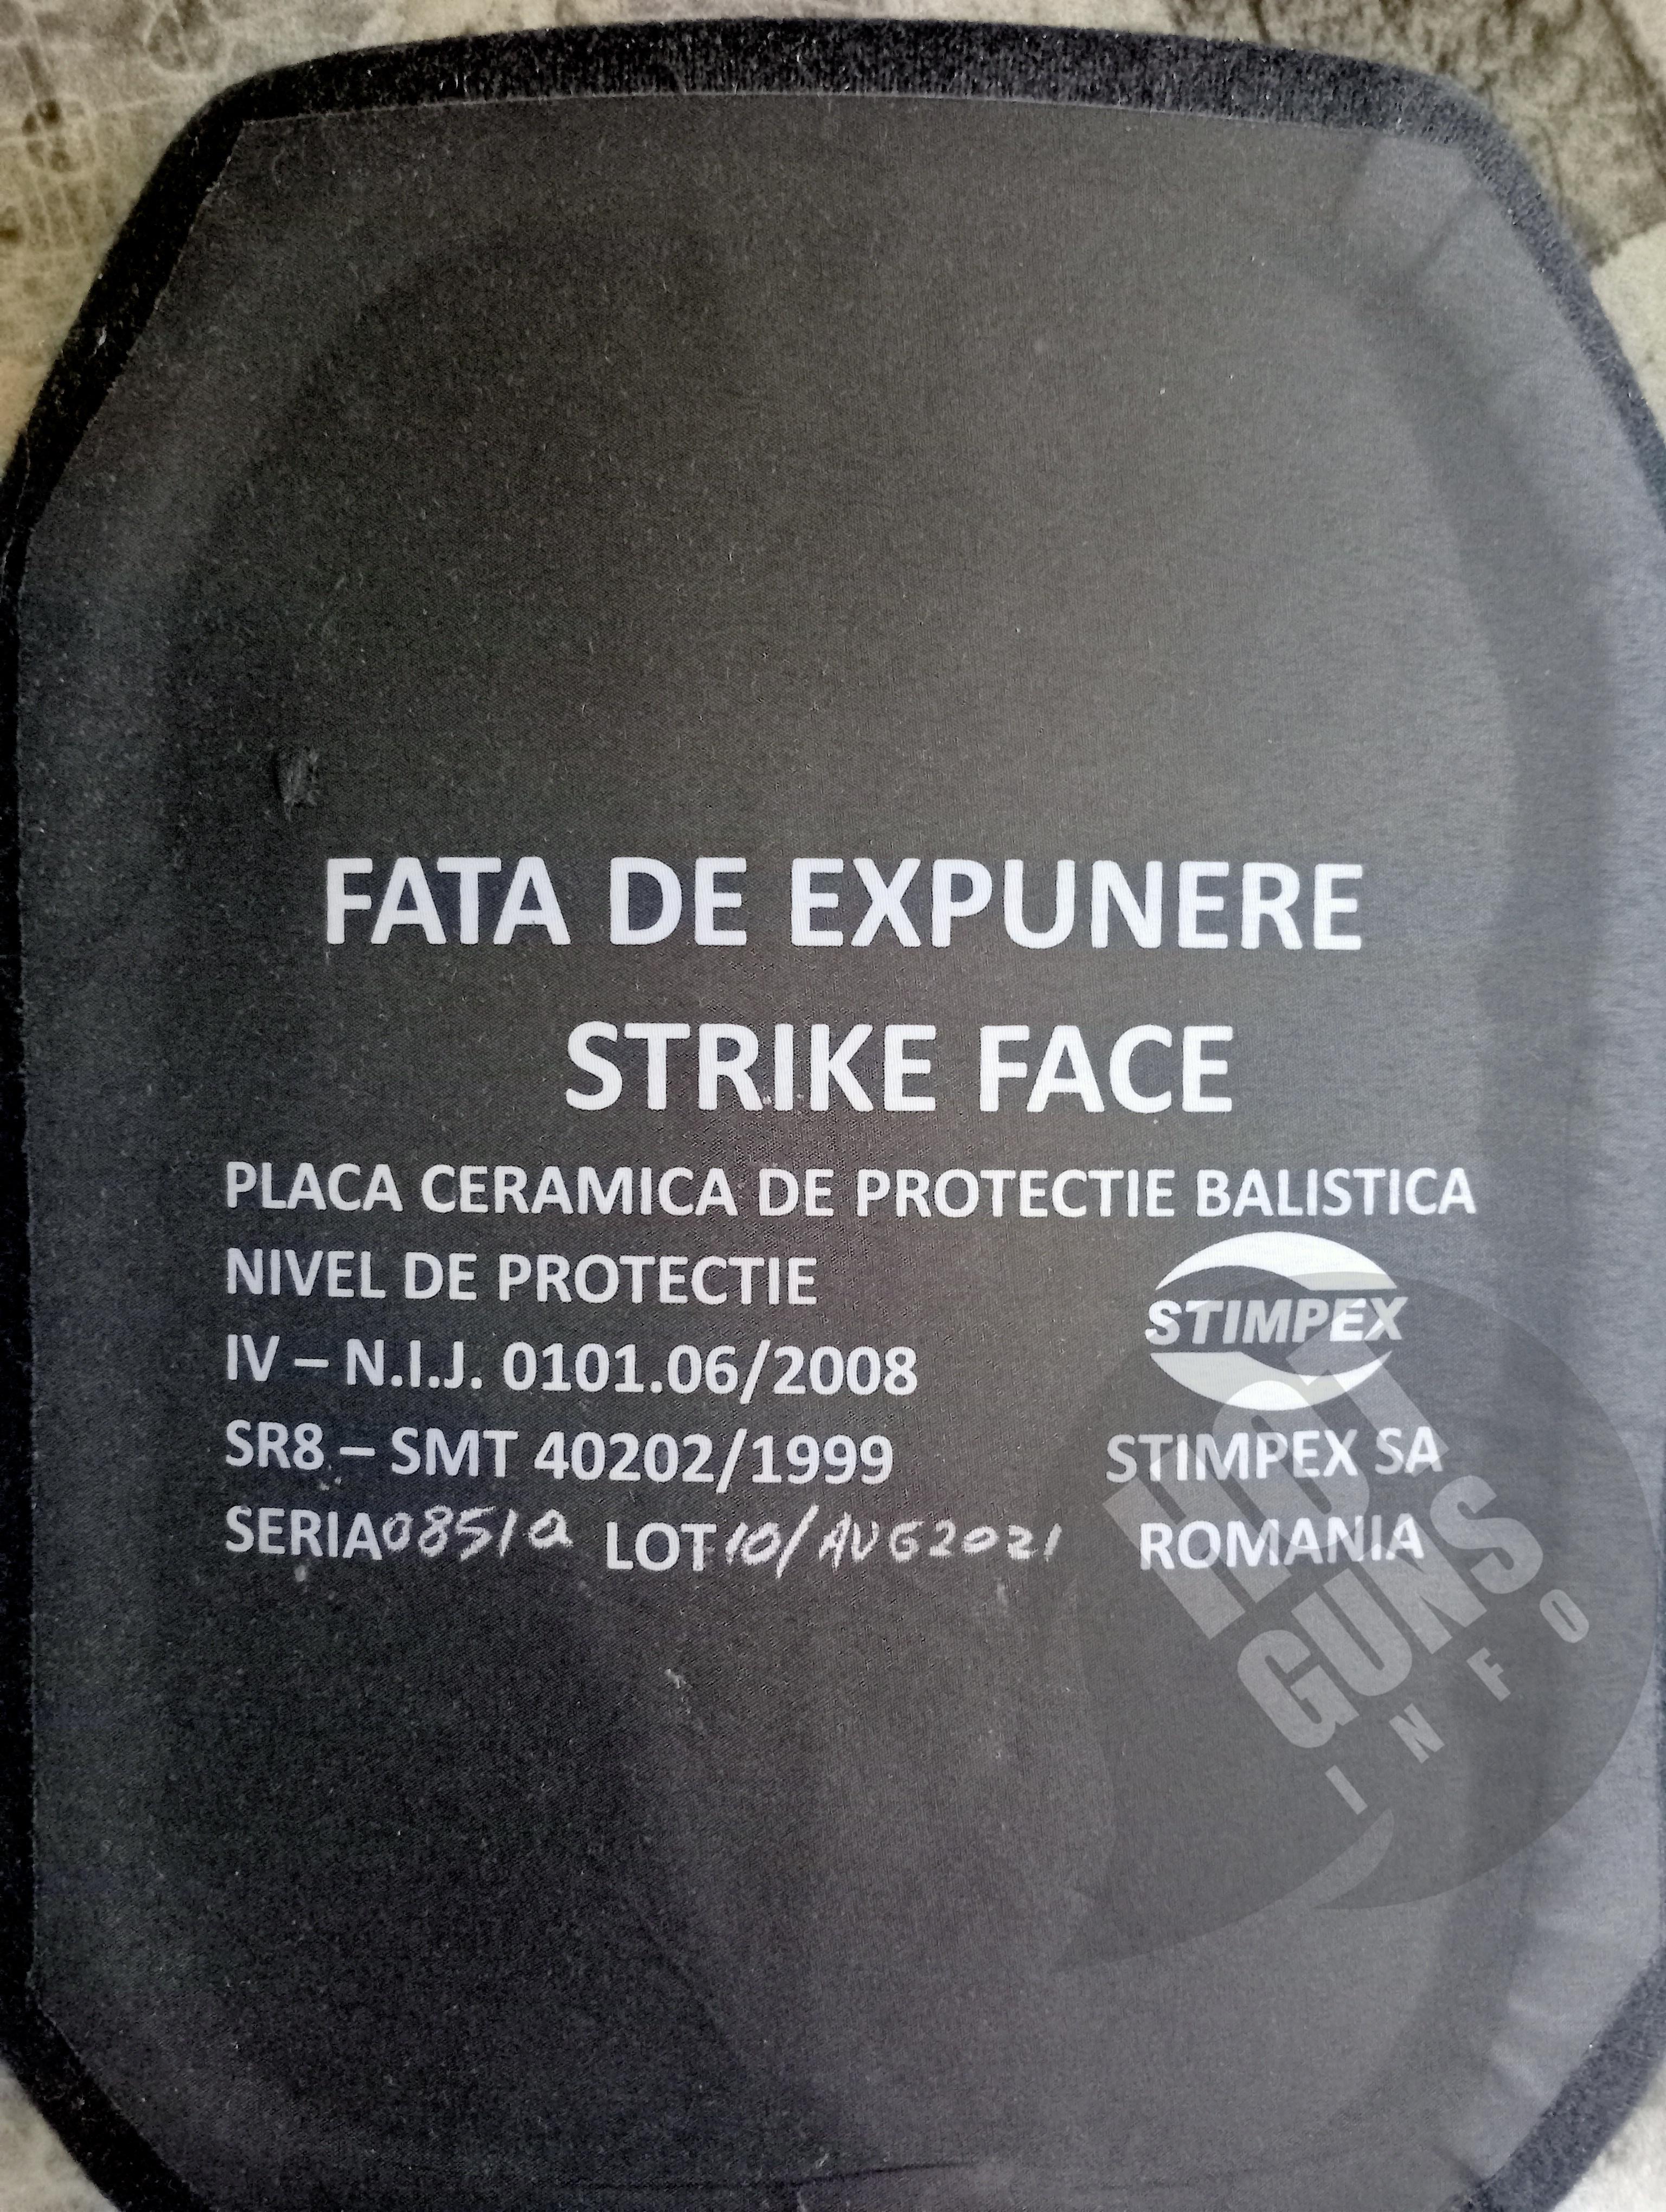 FATA DE EXPUNERE
STRIKE FACE
PLACA CERAMICA DE PROTECTIE BALISTICA
NIVEL DE PROTECTIE
IV – N.I.J. 0101.06/2008
SR8 – SMT 40202/1999
SERIA 0851a LOT 10/AUG2021
STIMPEX
STIMPEX SA
ROMANIA
HOT
GUNS.
INFO